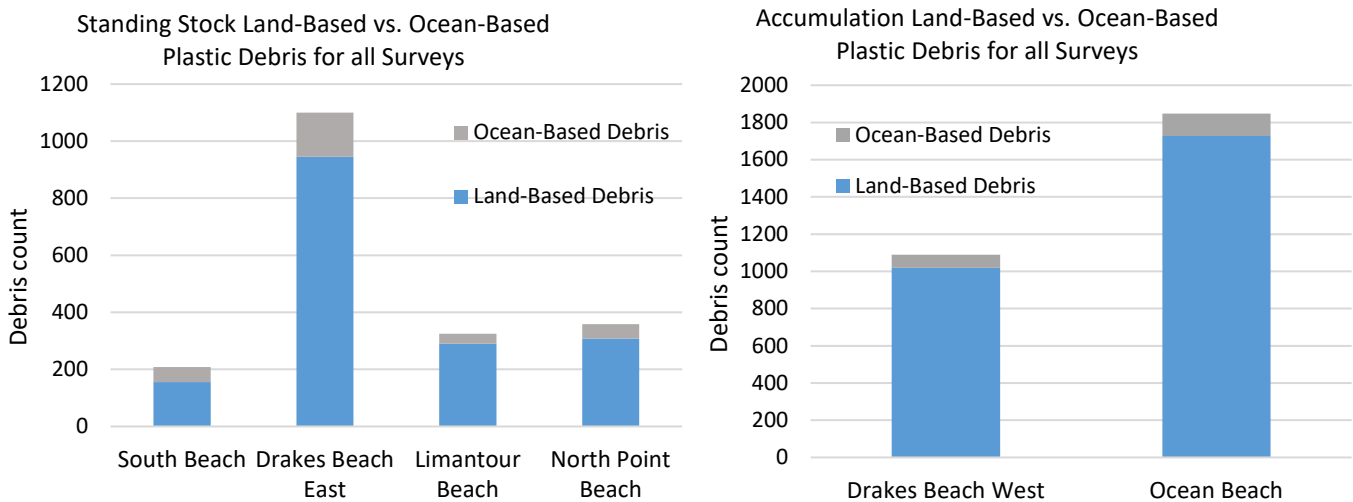 Standing Stock Land-Based vs. Ocean-Based
Plastic Debris for all Surveys
1200
1000
800
600
400
200
0
Debris count
Ocean-Based Debris
Land-Based Debris
South Beach
Drakes Beach
East
Limantour
Beach
North Point
Beach
Accumulation Land-Based vs. Ocean-Based
Plastic Debris for all Surveys
2000
1800
1600
1400
1200
1000
800
600
400
200
0
Debris count
Ocean-Based Debris
Land-Based Debris
Drakes Beach West
Ocean Beach